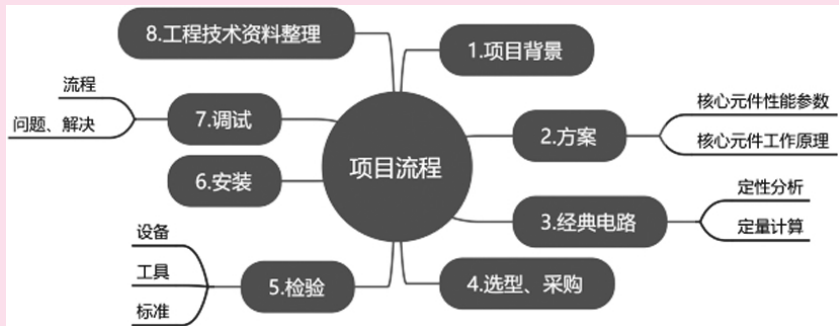 项目流程
1.项目背景
2.方案
核心元件性能参数
核心元件工作原理
3.经典电路
定性分析
定量计算
4.选型、采购
5.检验
设备
工具
标准
6.安装
7.调试
流程
问题、解决
8.工程技术资料整理